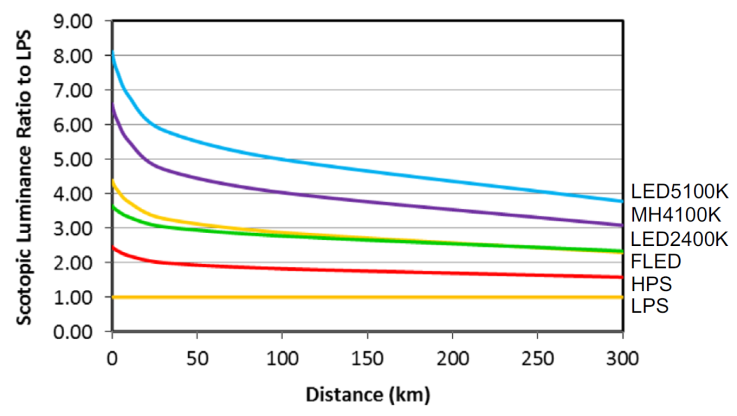 Scotopic Luminance Ratio to LPS
9.00
8.00
7.00
6.00
5.00
4.00
3.00
2.00
1.00
0.00
LED5100K
MH4100K
LED2400K
FLED
HPS
LPS
0 50 100 150 200 250 300
Distance (km)